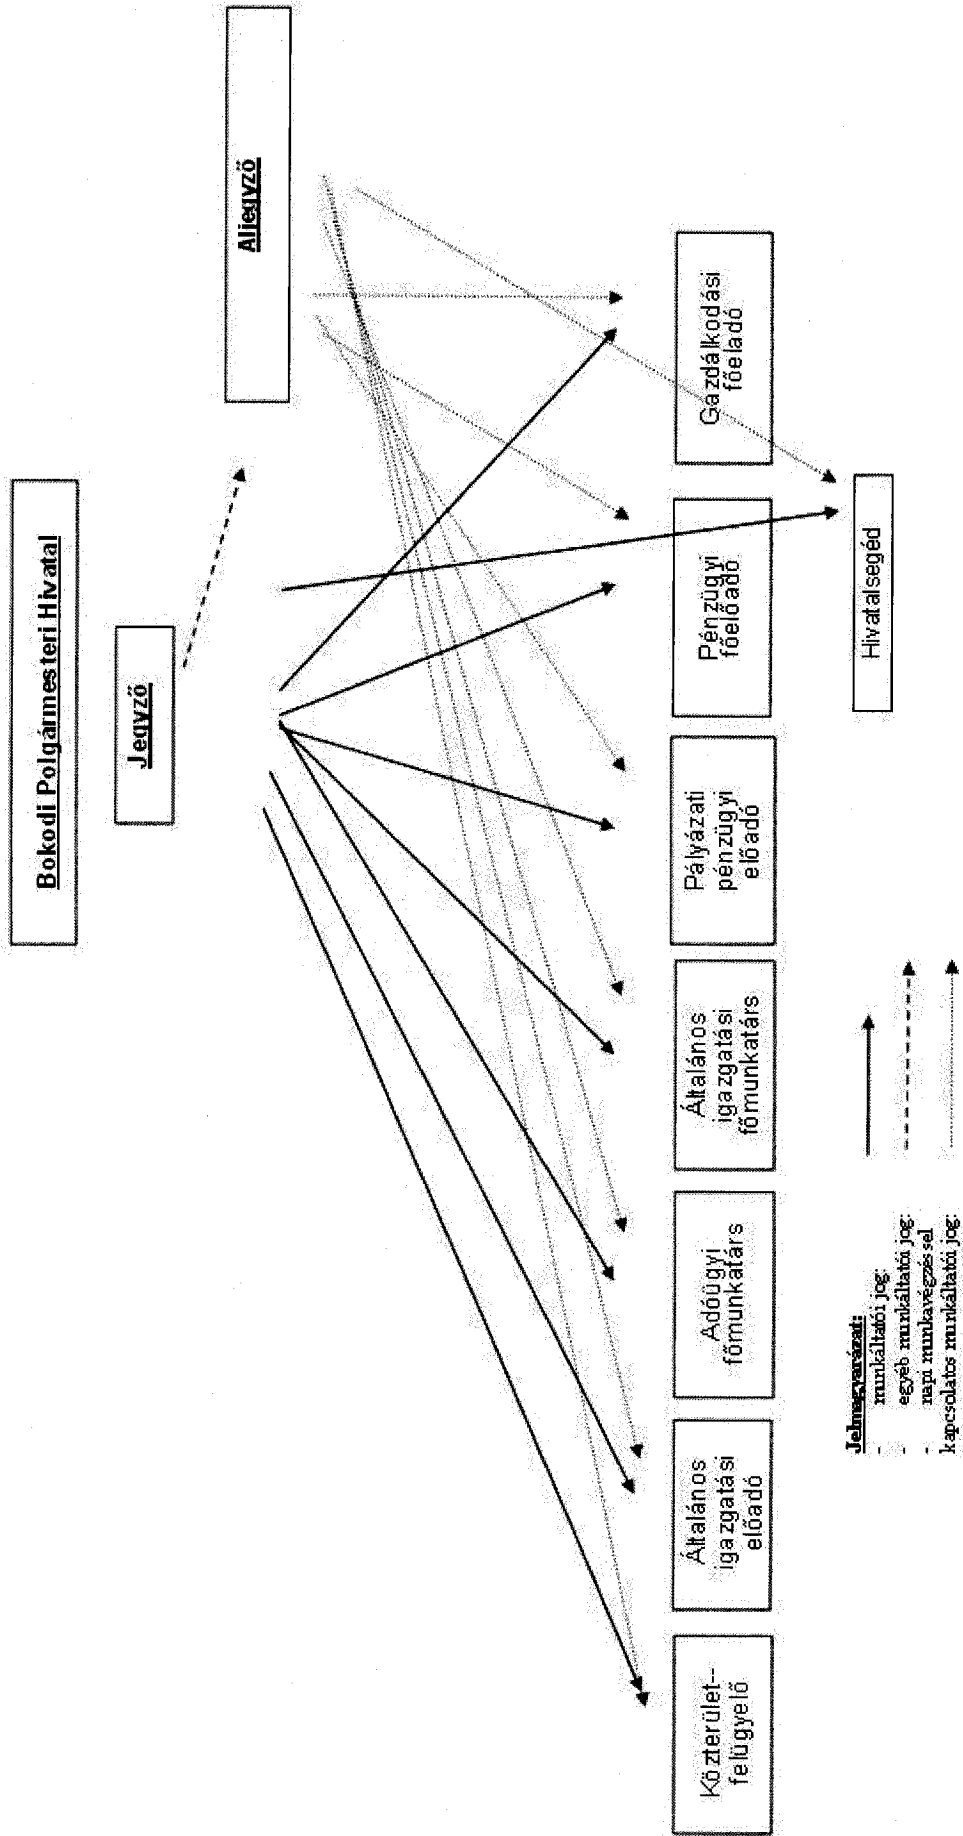 Bokodi Polgármesteri Hivatal
Jegyző
Aljegyző
Közterület--
felügyelő
Általános
igazgatási
előadó
Adóügyi
főmunkatárs
Általános
igazgatási
főmunkatárs
Pályázati
pénzügyi
előadó
Pénzügyi
főelőadó
Gazdálkodási
főeladó
Hivatalsegéd
Jelmagyarázat:
- munkáltatói jog:
- egyéb munkáltatói jog:
- napi munkavégzéssel
kapcsolatos munkáltatói jog: